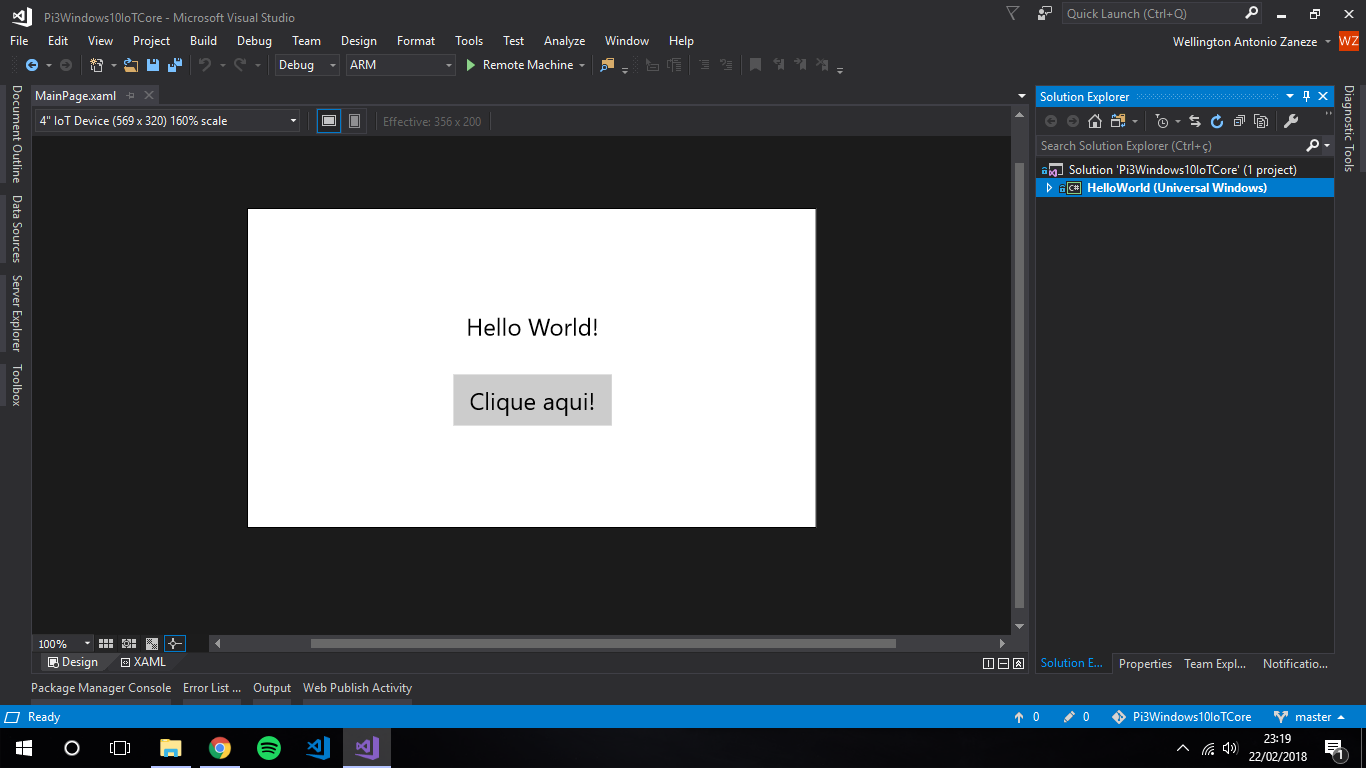 Pi3Windows10IoTCore - Microsoft Visual Studio
Quick Launch (Ctrl+Q)
File Edit View Project Build Debug Team Design Format Tools Test Analyze Window Help
Wellington Antonio Zaneze WZ
Debug ARM Remote Machine
Document Outline
Data Sources
Server Explorer
Toolbox
MainPage.xaml
4" IoT Device (569 x 320) 160% scale
Effective: 356 x 200
Hello World!
Clique aqui!
100%
Design XAML
Solution Explorer
Search Solution Explorer (Ctrl+ç)
Solution 'Pi3Windows10IoTCore' (1 project)
C# HelloWorld (Universal Windows)
Solution E... Properties Team Expl... Notificatio...
Diagnostic Tools
Package Manager Console Error List ... Output Web Publish Activity
Ready
0 0 Pi3Windows10IoTCore master
23:19
22/02/2018
1